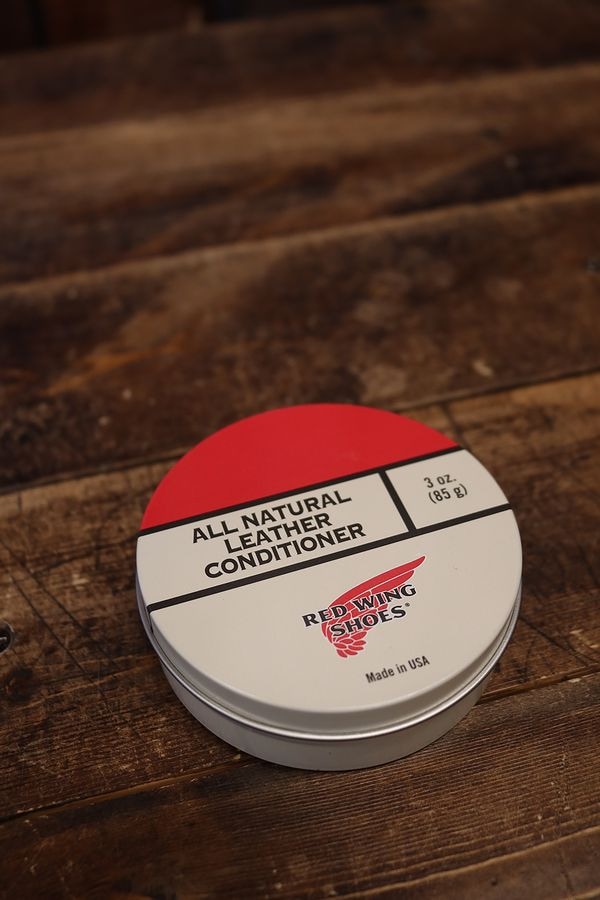 ALL NATURAL
LEATHER
CONDITIONER
3 oz.
(85 g)
RED WING
SHOES®
Made in USA